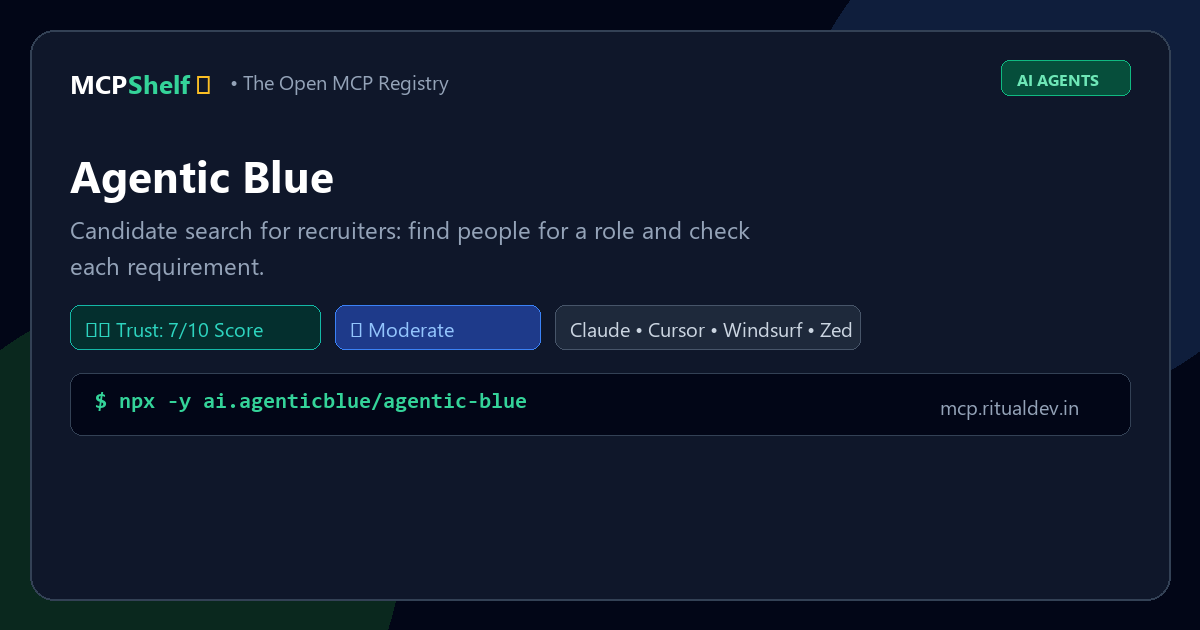 MCPShelf • The Open MCP Registry
AI AGENTS
Agentic Blue
Candidate search for recruiters: find people for a role and check
each requirement.
Trust: 7/10 Score
Moderate
Claude • Cursor • Windsurf • Zed
$ npx -y ai.agenticblue/agentic-blue
mcp.ritualdev.in